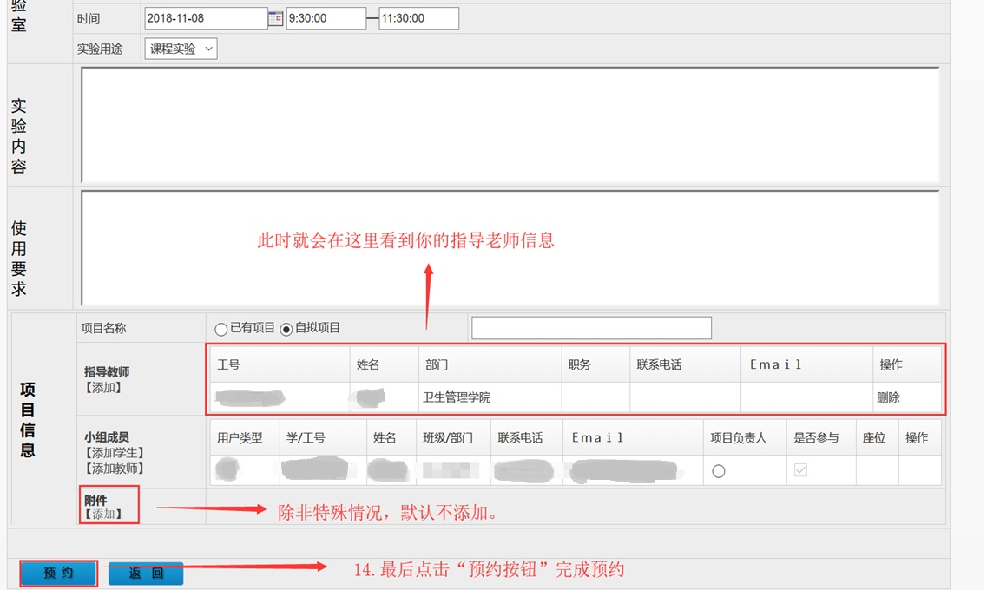 验
室
时间
2018-11-08
9:30:00
—
11:30:00
实验用途
课程实验
实
验
内
容
使
用
要
求
此时就会在这里看到你的指导老师信息
项
目
信
息
项目名称
已有项目 自拟项目
指导教师
【添加】
工号 姓名 部门 职务 联系电话 Email 操作
卫生管理学院 删除
小组成员
【添加学生】
【添加教师】
用户类型 学/工号 姓名 班级/部门 联系电话 Email 项目负责人 是否参与 座位 操作
附件
【添加】
除非特殊情况，默认不添加。
预 约
返 回
14.最后点击“预约按钮”完成预约